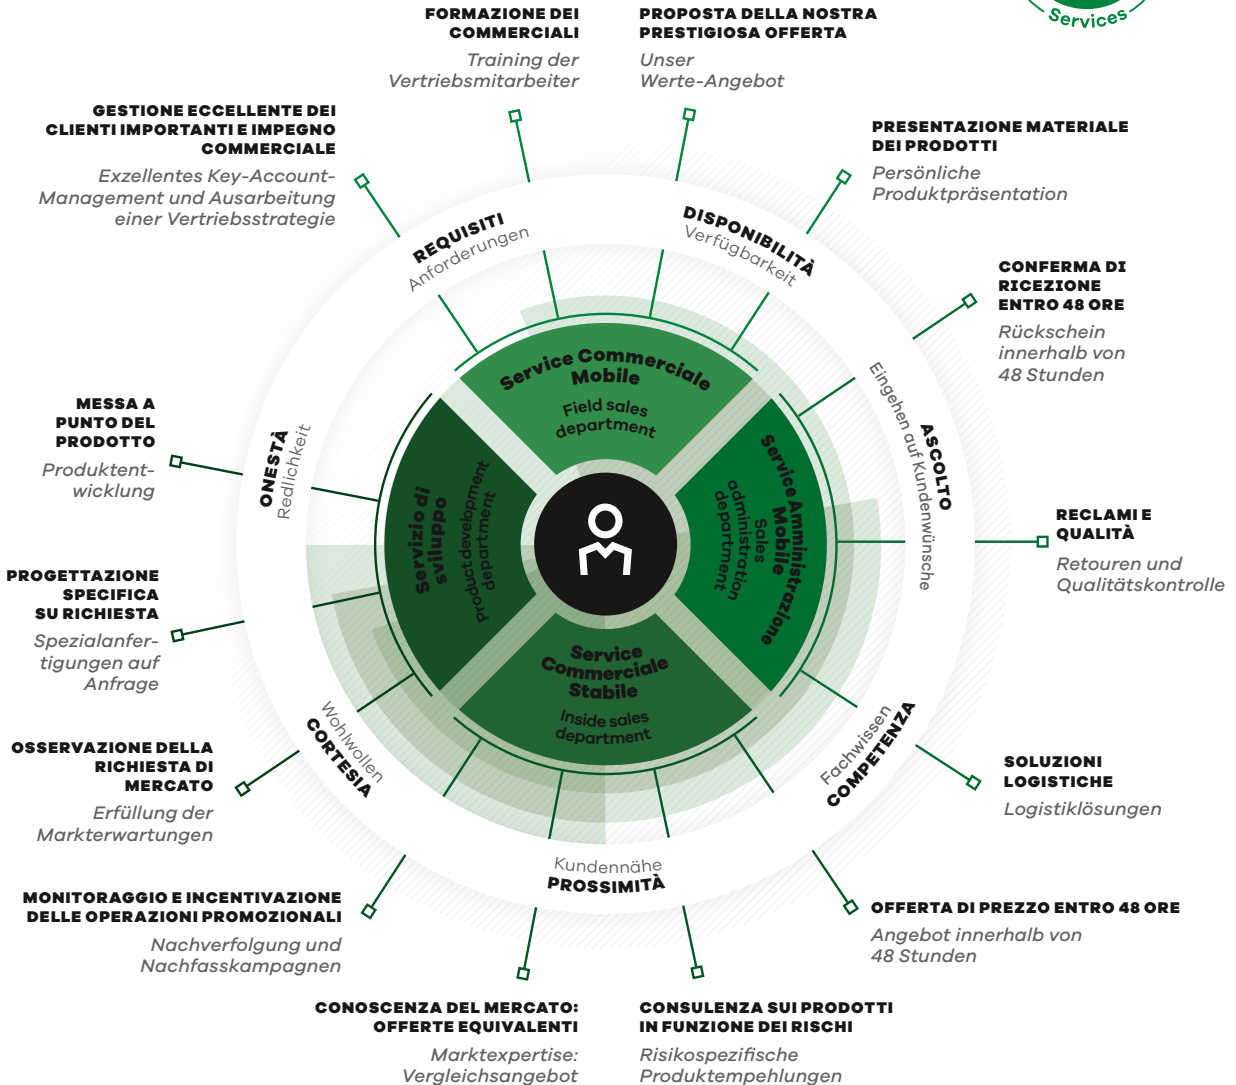 Services
FORMAZIONE DEI
COMMERCIALI
Training der
Vertriebsmitarbeiter
PROPOSTA DELLA NOSTRA
PRESTIGIOSA OFFERTA
Unser
Werte-Angebot
GESTIONE ECCELLENTE DEI
CLIENTI IMPORTANTI E IMPEGNO
COMMERCIALE
Exzellentes Key-Account-
Management und Ausarbeitung
einer Vertriebsstrategie
PRESENTAZIONE MATERIALE
DEI PRODOTTI
Persönliche
Produktpräsentation
REQUISITI
Anforderungen
DISPONIBILITÀ
Verfügbarkeit
CONFERMA DI
RICEZIONE
ENTRO 48 ORE
Rückschein
innerhalb von
48 Stunden
Service Commerciale
Mobile
Field sales
department
MESSA A
PUNTO DEL
PRODOTTO
Produktent-
wicklung
ONESTÀ
Redlichkeit
Servizio di
sviluppo
Product development
department
Service Amministrazione
Mobile
Sales
administration
department
ASCOLTO
Eingehen auf Kundenwünsche
RECLAMI E
QUALITÀ
Retouren und
Qualitätskontrolle
PROGETTAZIONE
SPECIFICA
SU RICHIESTA
Spezialanfer-
tigungen auf
Anfrage
Service
Commerciale
Stabile
Inside sales
department
Wohlwollen
CORTESIA
Fachwissen
COMPETENZA
OSSERVAZIONE DELLA
RICHIESTA DI
MERCATO
Erfüllung der
Markterwartungen
SOLUZIONI
LOGISTICHE
Logistiklösungen
Kundennähe
PROSSIMITÀ
MONITORAGGIO E INCENTIVAZIONE
DELLE OPERAZIONI PROMOZIONALI
Nachverfolgung und
Nachfasskampagnen
OFFERTA DI PREZZO ENTRO 48 ORE
Angebot innerhalb von
48 Stunden
CONOSCENZA DEL MERCATO:
OFFERTE EQUIVALENTI
Marktexpertise:
Vergleichsangebot
CONSULENZA SUI PRODOTTI
IN FUNZIONE DEI RISCHI
Risikospezifische
Produktempehlungen